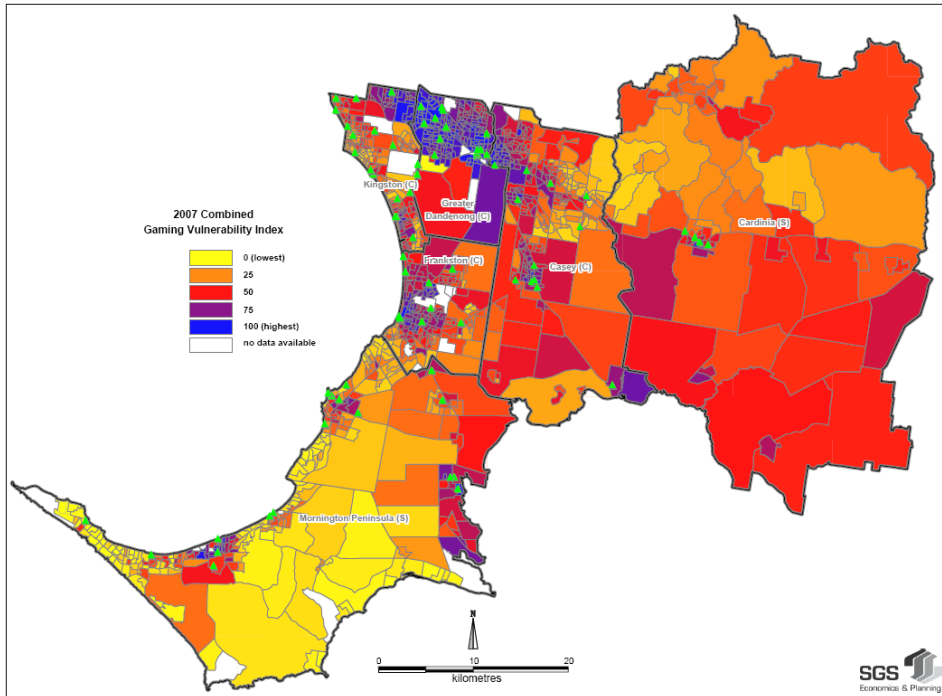 Kingston (C)
Greater
Dandenong (C)
Cardinia (S)
2007 Combined
Gaming Vulnerability Index
0 (lowest)
25
50
75
100 (highest)
no data available
Frankston (C)
Casey (C)
Mornington Peninsula (S)
N
0 10 20
kilometres
SGS
Economics & Planning